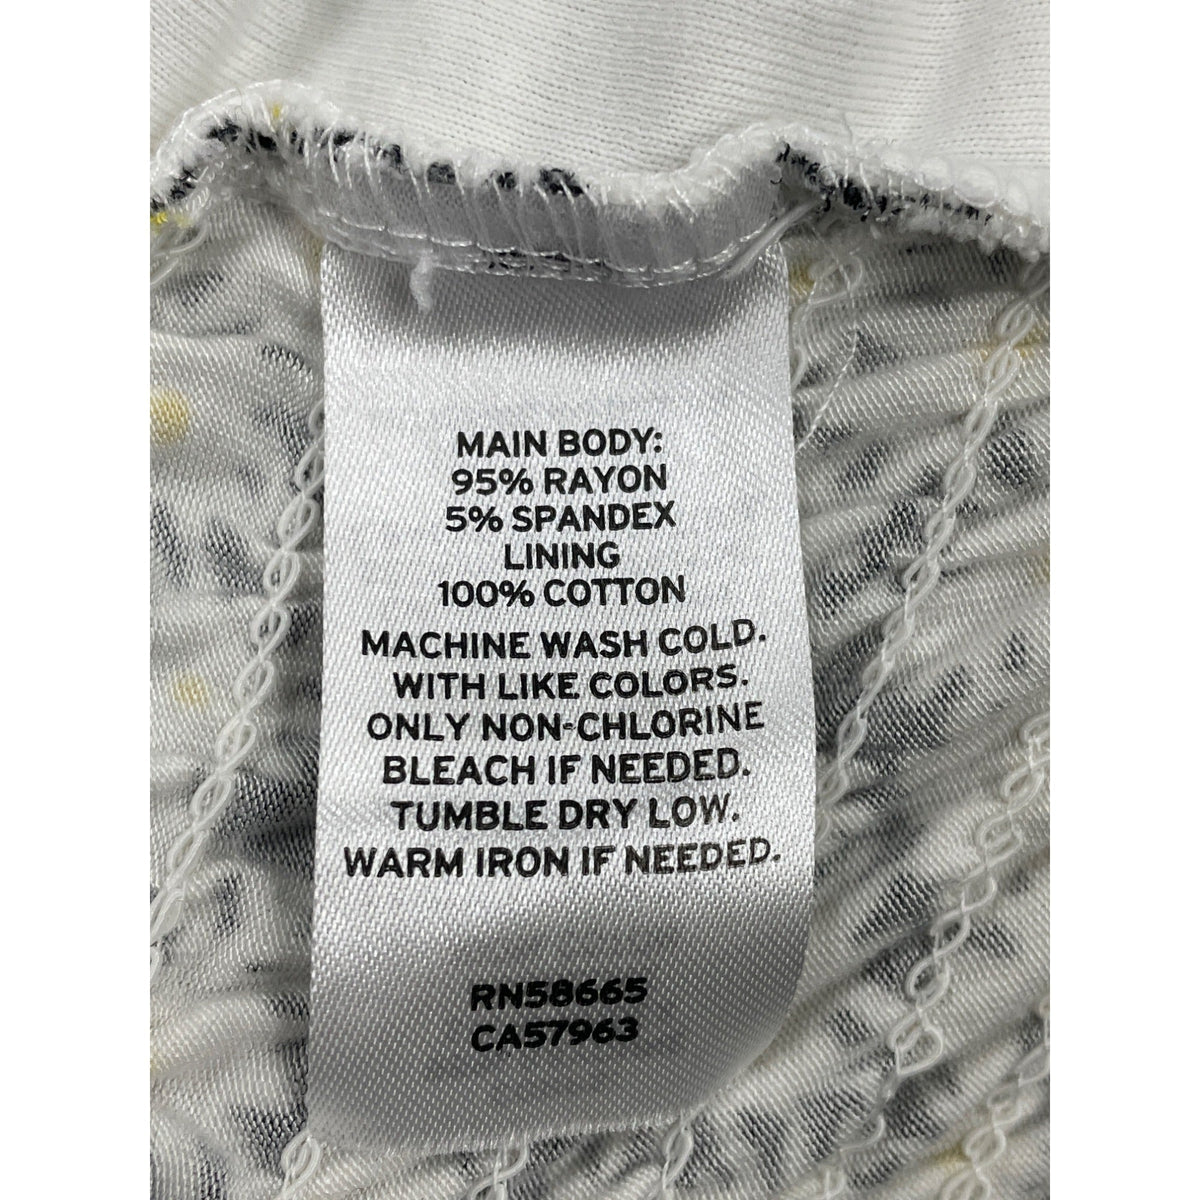 MAIN BODY:
95% RAYON
5% SPANDEX
LINING
100% COTTON
MACHINE WASH COLD.
WITH LIKE COLORS.
ONLY NON-CHLORINE
BLEACH IF NEEDED.
TUMBLE DRY LOW.
WARM IRON IF NEEDED.
RN58665
CA57963